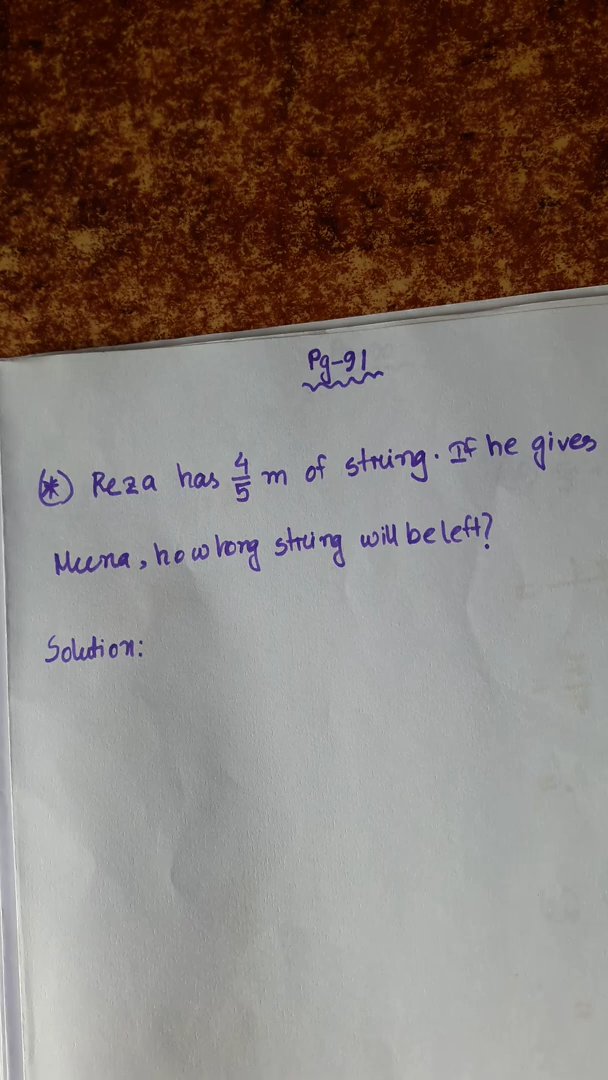 Pg-91
(*) Reza has 4/5 m of string. If he gives
Meena, how long string will be left?
Solution: